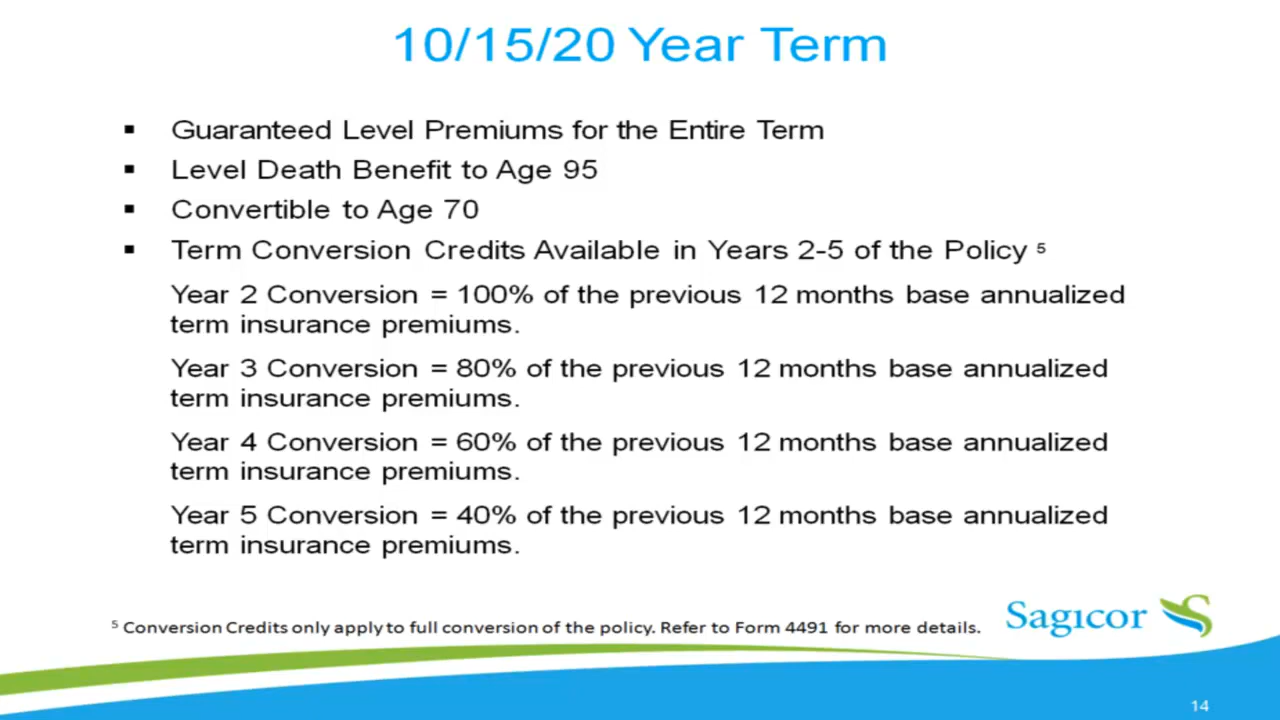 10/15/20 Year Term
▪ Guaranteed Level Premiums for the Entire Term
▪ Level Death Benefit to Age 95
▪ Convertible to Age 70
▪ Term Conversion Credits Available in Years 2-5 of the Policy ⁵
Year 2 Conversion = 100% of the previous 12 months base annualized
term insurance premiums.
Year 3 Conversion = 80% of the previous 12 months base annualized
term insurance premiums.
Year 4 Conversion = 60% of the previous 12 months base annualized
term insurance premiums.
Year 5 Conversion = 40% of the previous 12 months base annualized
term insurance premiums.
⁵ Conversion Credits only apply to full conversion of the policy. Refer to Form 4491 for more details.
Sagicor
14